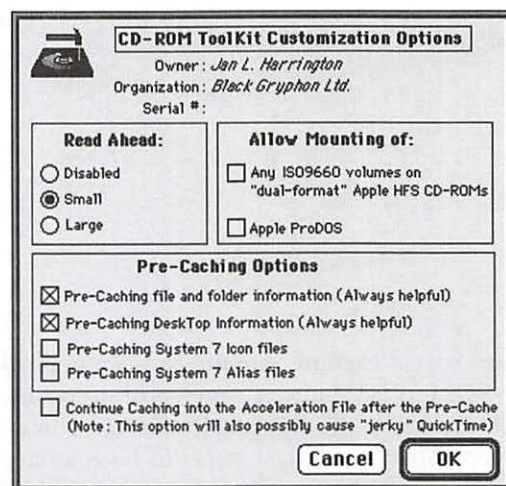 CD-ROM ToolKit Customization Options
Owner: Jan L. Harrington
Organization: Black Gryphon Ltd.
Serial #:
Read Ahead:
Disabled
Small
Large
Allow Mounting of:
Any ISO9660 volumes on
"dual-format" Apple HFS CD-ROMs
Apple ProDOS
Pre-Caching Options
Pre-Caching file and folder information (Always helpful)
Pre-Caching DeskTop Information (Always helpful)
Pre-Caching System 7 Icon files
Pre-Caching System 7 Alias files
Continue Caching into the Acceleration File after the Pre-Cache
(Note: This option will also possibly cause "jerky" QuickTime)
Cancel
OK